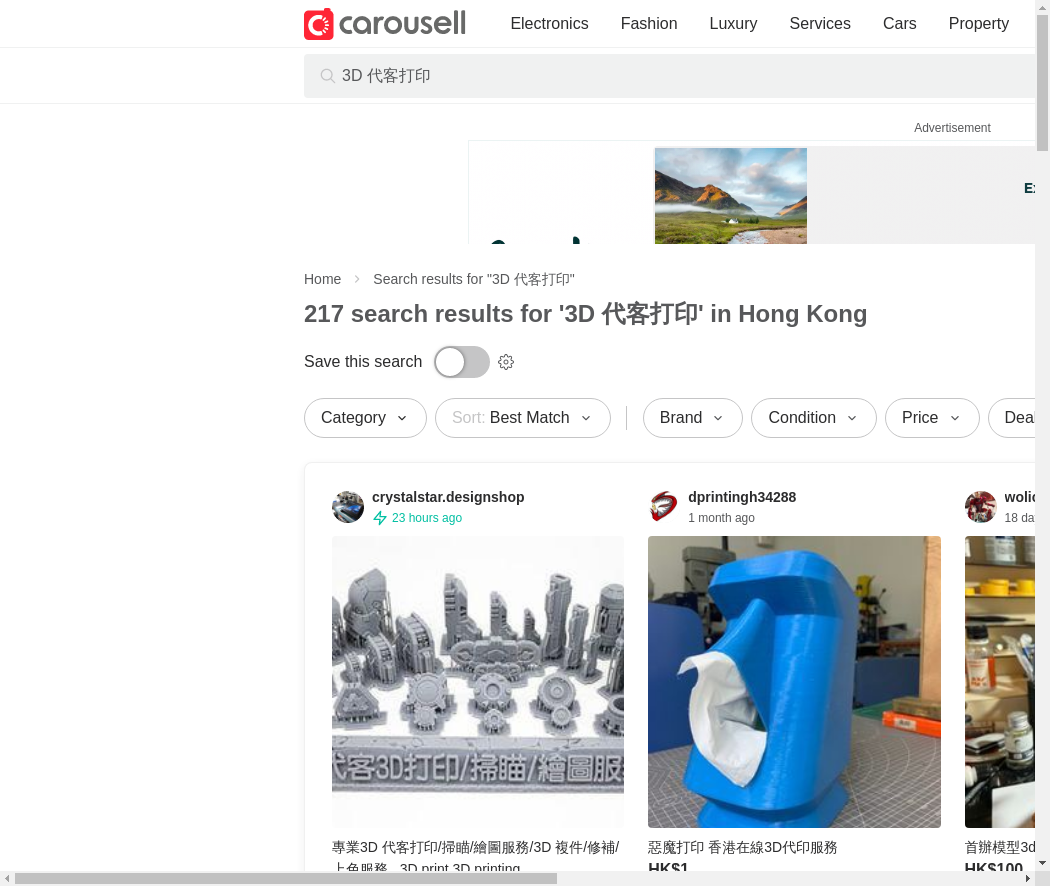 carousell
Electronics
Fashion
Luxury
Services
Cars
Property
3D 代客打印
Advertisement
Home
Search results for "3D 代客打印"
217 search results for '3D 代客打印' in Hong Kong
Save this search
Category
Sort: Best Match
Brand
Condition
Price
crystalstar.designshop
23 hours ago
dprintingh34288
1 month ago
代客3D打印/掃瞄/繪圖服
專業3D 代客打印/掃瞄/繪圖服務/3D 複件/修補/
上色服務 , 3D print 3D printing
惡魔打印 香港在線3D代印服務
HK$1
18 da
首辦模型3d
HK$100